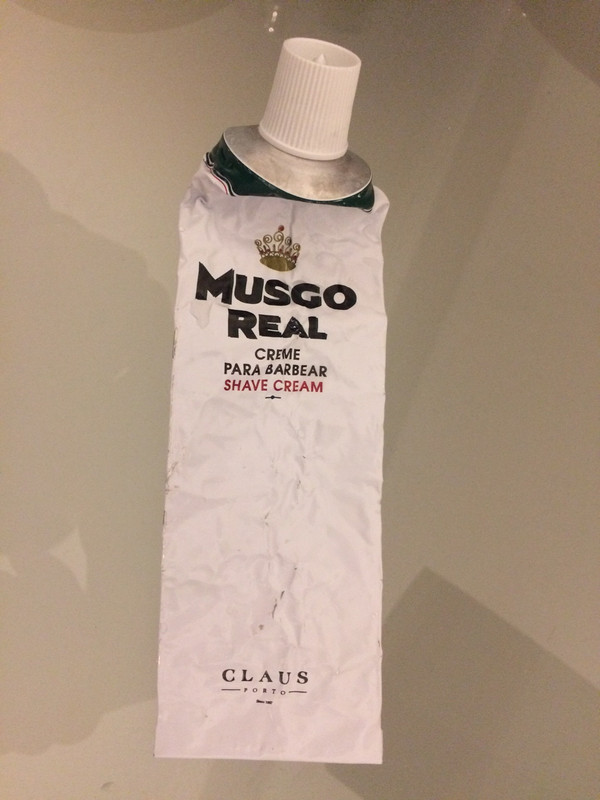 MUSGO
REAL
CREME
PARA BARBEAR
SHAVE CREAM
CLAUS
PORTO